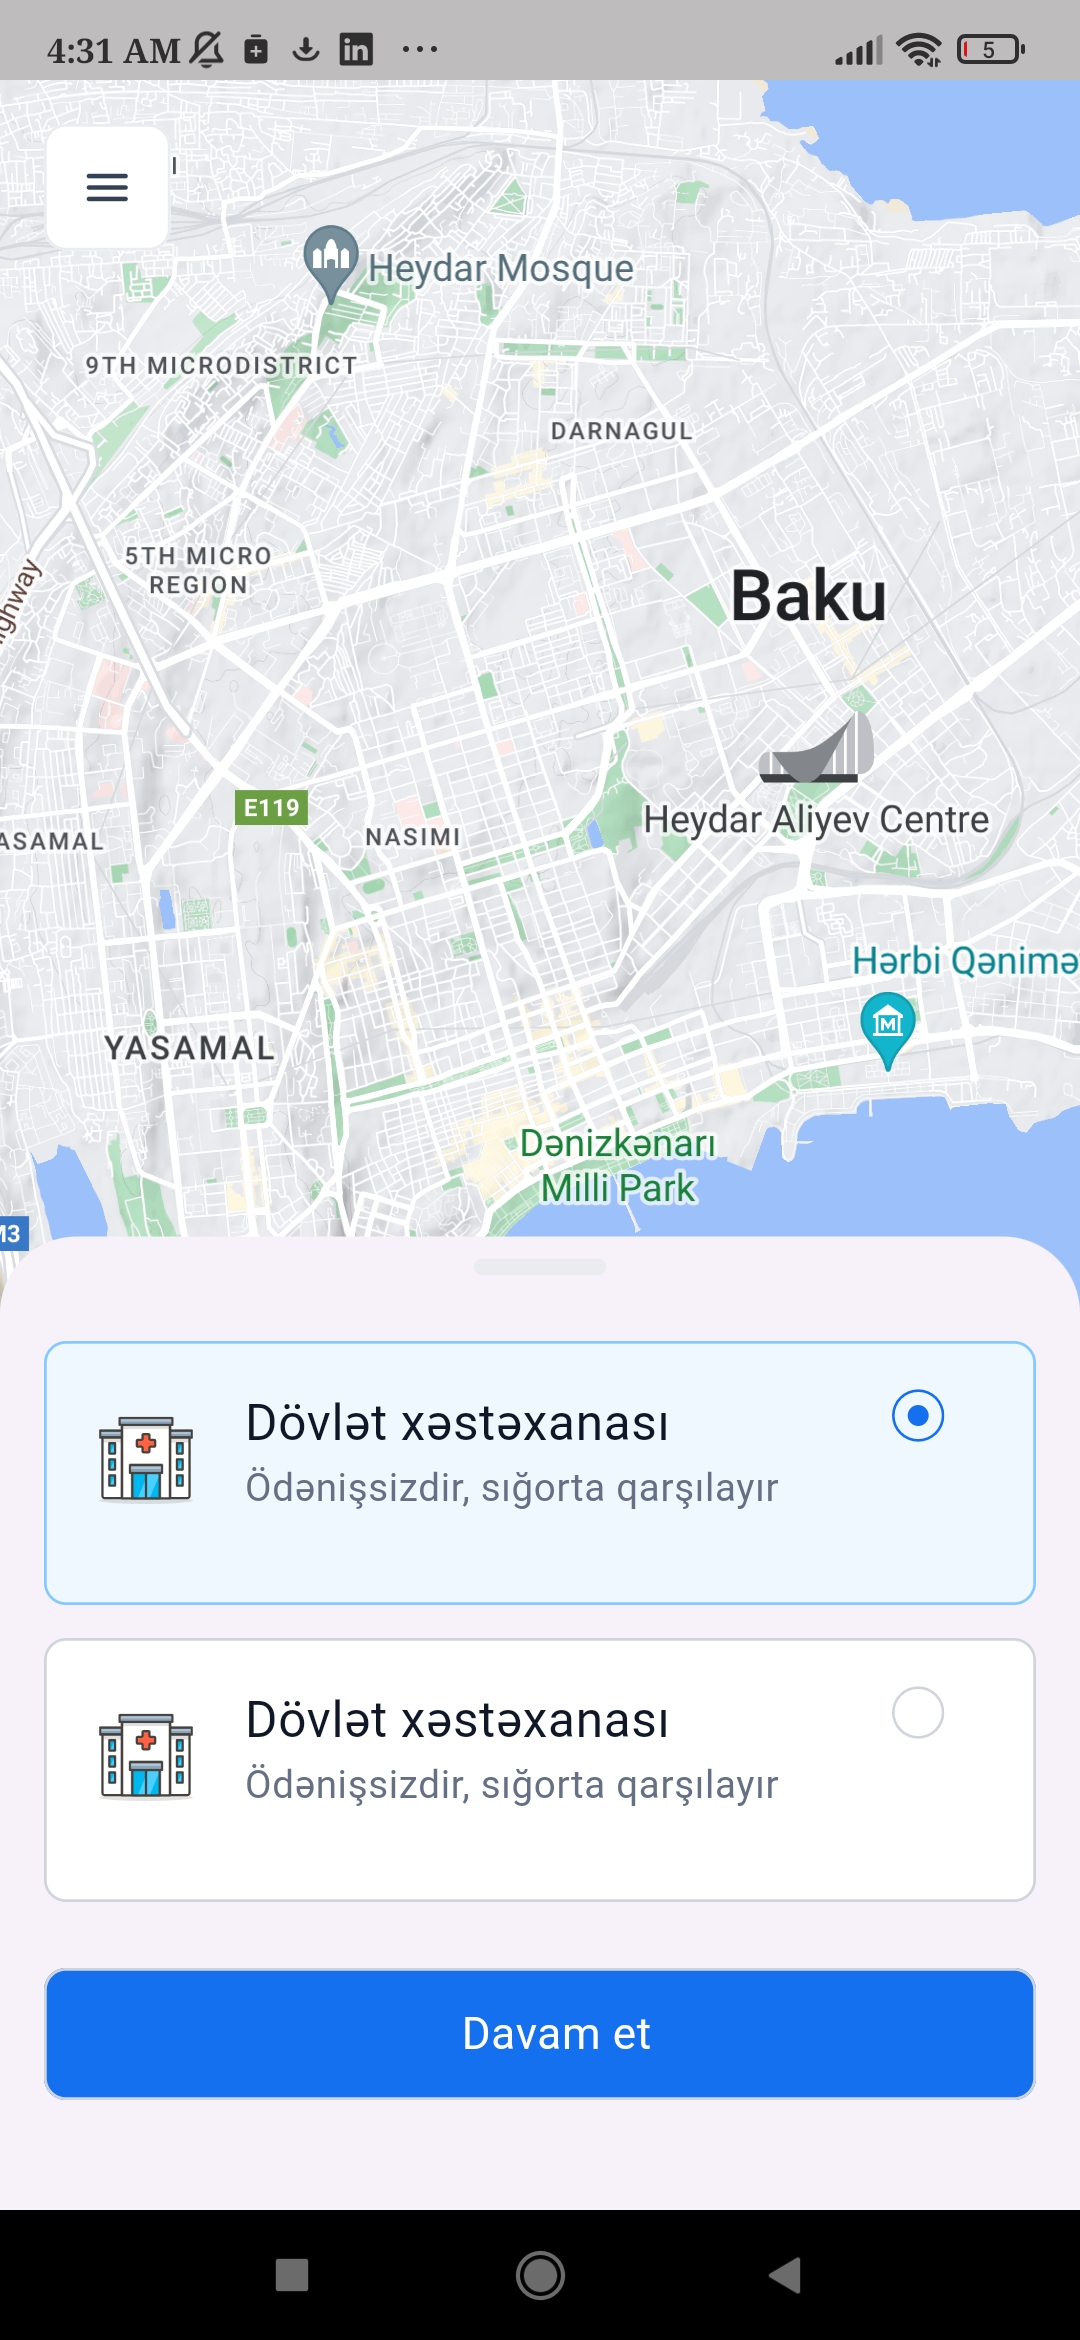 4:31 AM
5
Heydar Mosque
9TH MICRODISTRICT
DARNAGUL
5TH MICRO
REGION
ghway
Baku
E119
NASIMI
ASAMAL
Heydar Aliyev Centre
Hərbi Qənimə
YASAMAL
Dənizkənarı
Milli Park
M3
Dövlət xəstəxanası
Ödənişsizdir, sığorta qarşılayır
Dövlət xəstəxanası
Ödənişsizdir, sığorta qarşılayır
Davam et